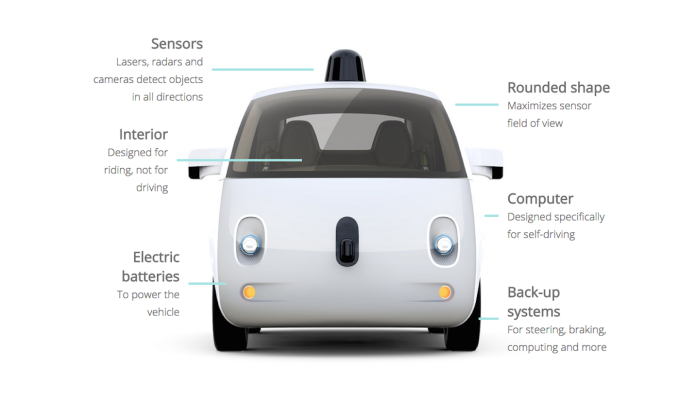 Sensors
Lasers, radars and
cameras detect objects
in all directions
Interior
Designed for
riding, not for
driving
Electric
batteries
To power the
vehicle
Rounded shape
Maximizes sensor
field of view
Computer
Designed specifically
for self-driving
Back-up
systems
For steering, braking,
computing and more